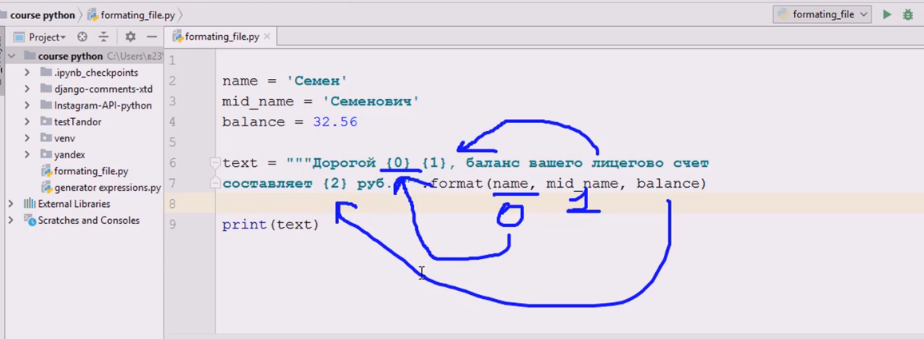 course python formating_file.py
formating_file
Project
formating_file.py
course python C:\Users\в23
.ipynb_checkpoints
django-comments-xtd
Instagram-API-python
testTandor
venv
yandex
formating_file.py
generator expressions.py
External Libraries
Scratches and Consoles
1
2 name = 'Семен'
3 mid_name = 'Семенович'
4 balance = 32.56
5
6 text = """Дорогой {0} {1}, баланс вашего лицегово счет
7 составляет {2} руб. .format(name, mid_name, balance)
8
9 print(text)
0 1